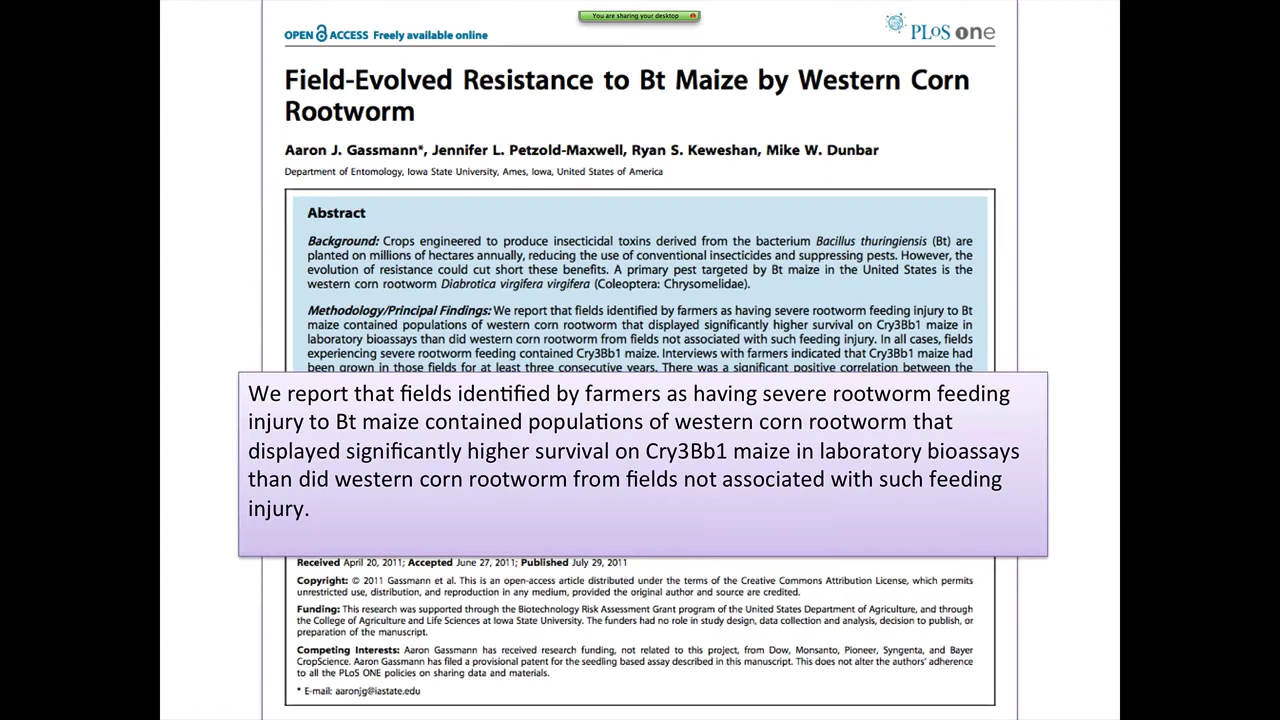 You are sharing your desktop
OPEN ACCESS Freely available online
PLoS one
Field-Evolved Resistance to Bt Maize by Western Corn
Rootworm
Aaron J. Gassmann*, Jennifer L. Petzold-Maxwell, Ryan S. Keweshan, Mike W. Dunbar
Department of Entomology, Iowa State University, Ames, Iowa, United States of America
Abstract
Background: Crops engineered to produce insecticidal toxins derived from the bacterium Bacillus thuringiensis (Bt) are
planted on millions of hectares annually, reducing the use of conventional insecticides and suppressing pests. However, the
evolution of resistance could cut short these benefits. A primary pest targeted by Bt maize in the United States is the
western corn rootworm Diabrotica virgifera virgifera (Coleoptera: Chrysomelidae).
Methodology/Principal Findings: We report that fields identified by farmers as having severe rootworm feeding injury to Bt
maize contained populations of western corn rootworm that displayed significantly higher survival on Cry3Bb1 maize in
laboratory bioassays than did western corn rootworm from fields not associated with such feeding injury. In all cases, fields
experiencing severe rootworm feeding contained Cry3Bb1 maize. Interviews with farmers indicated that Cry3Bb1 maize had
been grown in those fields for at least three consecutive years. There was a significant positive correlation between the
We report that fields identified by farmers as having severe rootworm feeding
injury to Bt maize contained populations of western corn rootworm that
displayed significantly higher survival on Cry3Bb1 maize in laboratory bioassays
than did western corn rootworm from fields not associated with such feeding
injury.
Received April 20, 2011; Accepted June 27, 2011; Published July 29, 2011
Copyright: © 2011 Gassmann et al. This is an open-access article distributed under the terms of the Creative Commons Attribution License, which permits
unrestricted use, distribution, and reproduction in any medium, provided the original author and source are credited.
Funding: This research was supported through the Biotechnology Risk Assessment Grant program of the United States Department of Agriculture, and through
the College of Agriculture and Life Sciences at Iowa State University. The funders had no role in study design, data collection and analysis, decision to publish, or
preparation of the manuscript.
Competing Interests: Aaron Gassmann has received research funding, not related to this project, from Dow, Monsanto, Pioneer, Syngenta, and Bayer
CropScience. Aaron Gassmann has filed a provisional patent for the seedling based assay described in this manuscript. This does not alter the authors' adherence
to all the PLoS ONE policies on sharing data and materials.
* E-mail: aaronjg@iastate.edu